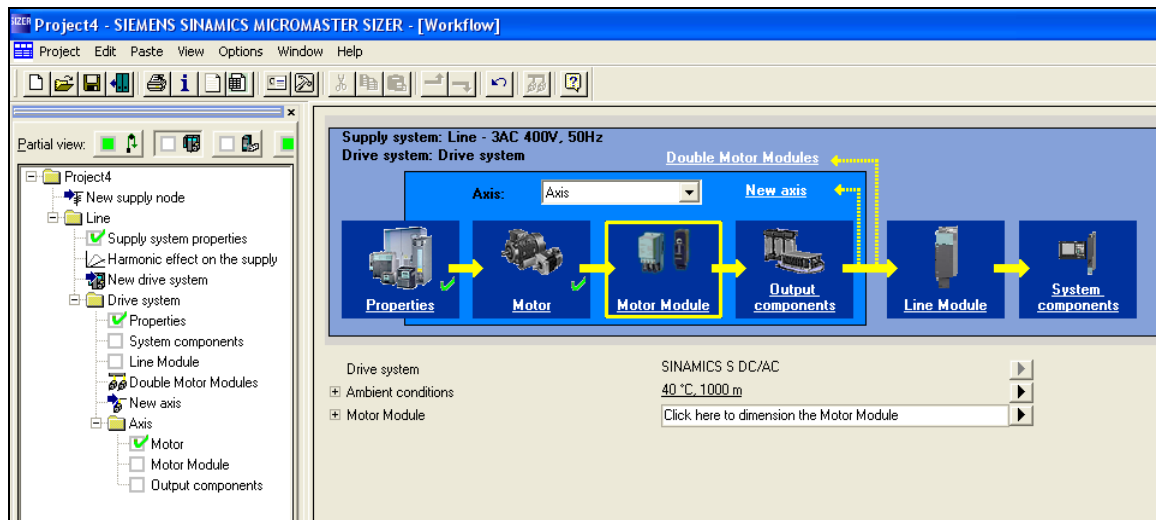 SIZER Project4 - SIEMENS SINAMICS MICROMASTER SIZER - [Workflow]
Project Edit Paste View Options Window Help
Partial view:
Project4
New supply node
Line
Supply system properties
Harmonic effect on the supply
New drive system
Drive system
Properties
System components
Line Module
Double Motor Modules
New axis
Axis
Motor
Motor Module
Output components
Supply system: Line - 3AC 400V, 50Hz
Drive system: Drive system
Double Motor Modules
Axis: Axis
New axis
Properties
Motor
Motor Module
Output
components
Line Module
System
components
Drive system SINAMICS S DC/AC
Ambient conditions 40 °C, 1000 m
Motor Module Click here to dimension the Motor Module